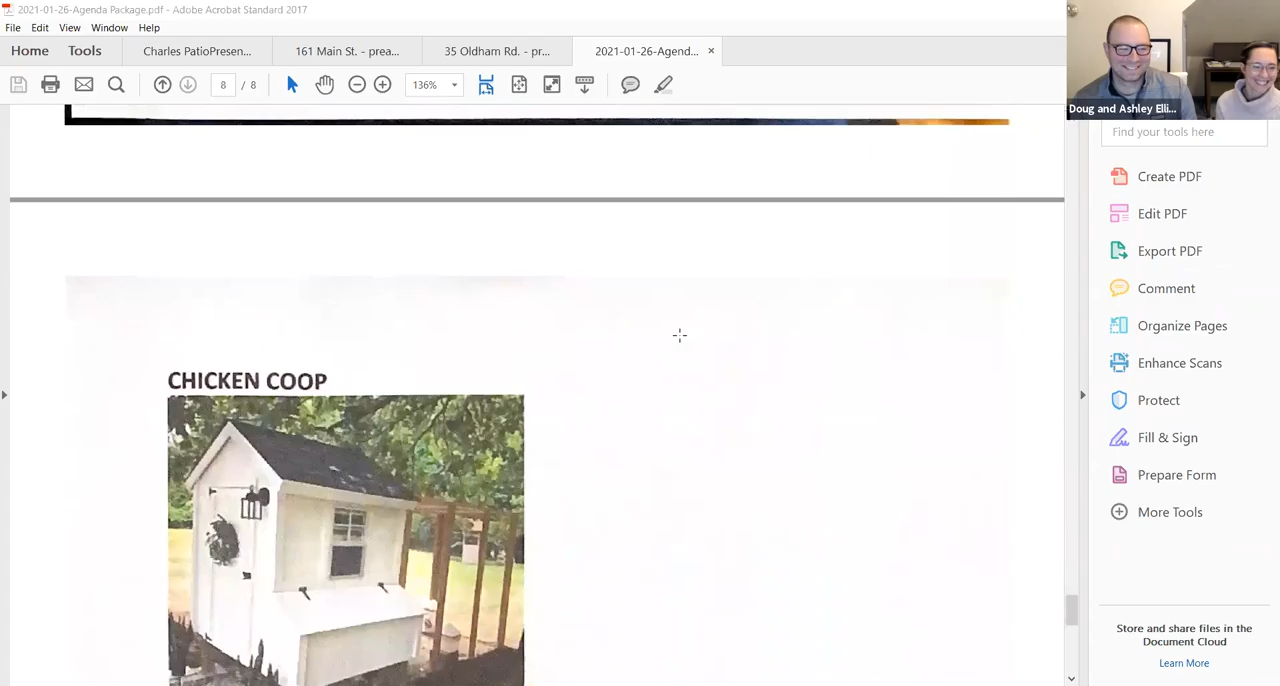 2021-01-26-Agenda Package.pdf - Adobe Acrobat Standard 2017
File Edit View Window Help
Home Tools Charles PatioPresen... 161 Main St. - prea... 35 Oldham Rd. - pr... 2021-01-26-Agend... ×
8 / 8 136%
Doug and Ashley Elli...
Find your tools here
Create PDF
Edit PDF
Export PDF
Comment
Organize Pages
Enhance Scans
Protect
Fill & Sign
Prepare Form
More Tools
Store and share files in the
Document Cloud
Learn More
CHICKEN COOP